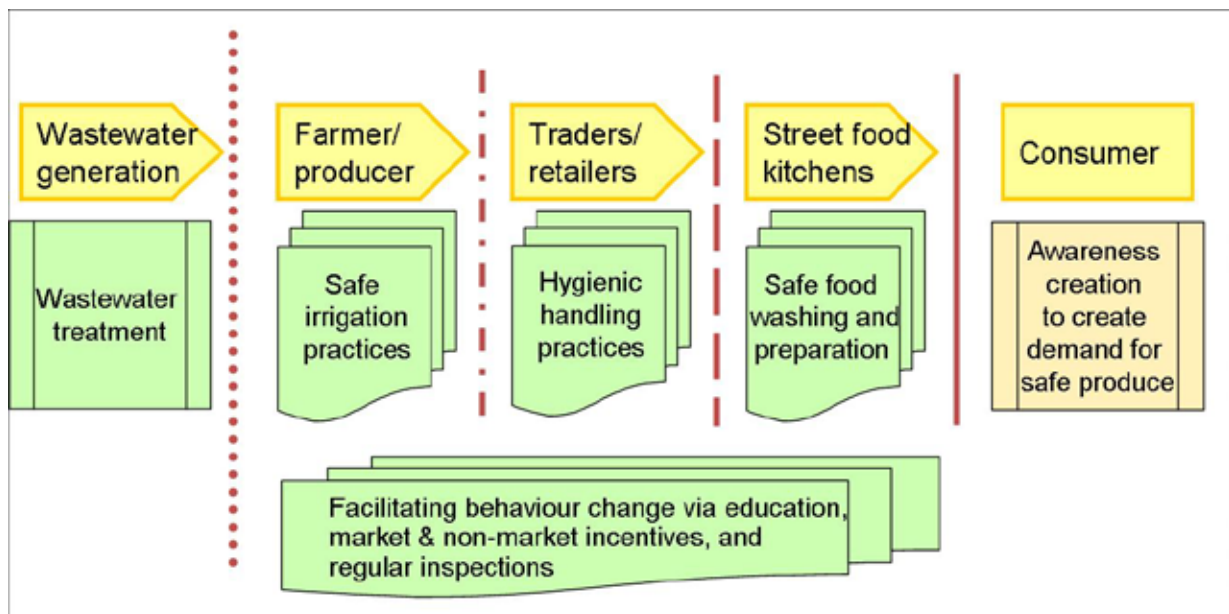 Wastewater
generation
Farmer/
producer
Traders/
retailers
Street food
kitchens
Consumer
Wastewater
treatment
Safe
irrigation
practices
Hygienic
handling
practices
Safe food
washing and
preparation
Awareness
creation
to create
demand for
safe produce
Facilitating behaviour change via education,
market & non-market incentives, and
regular inspections